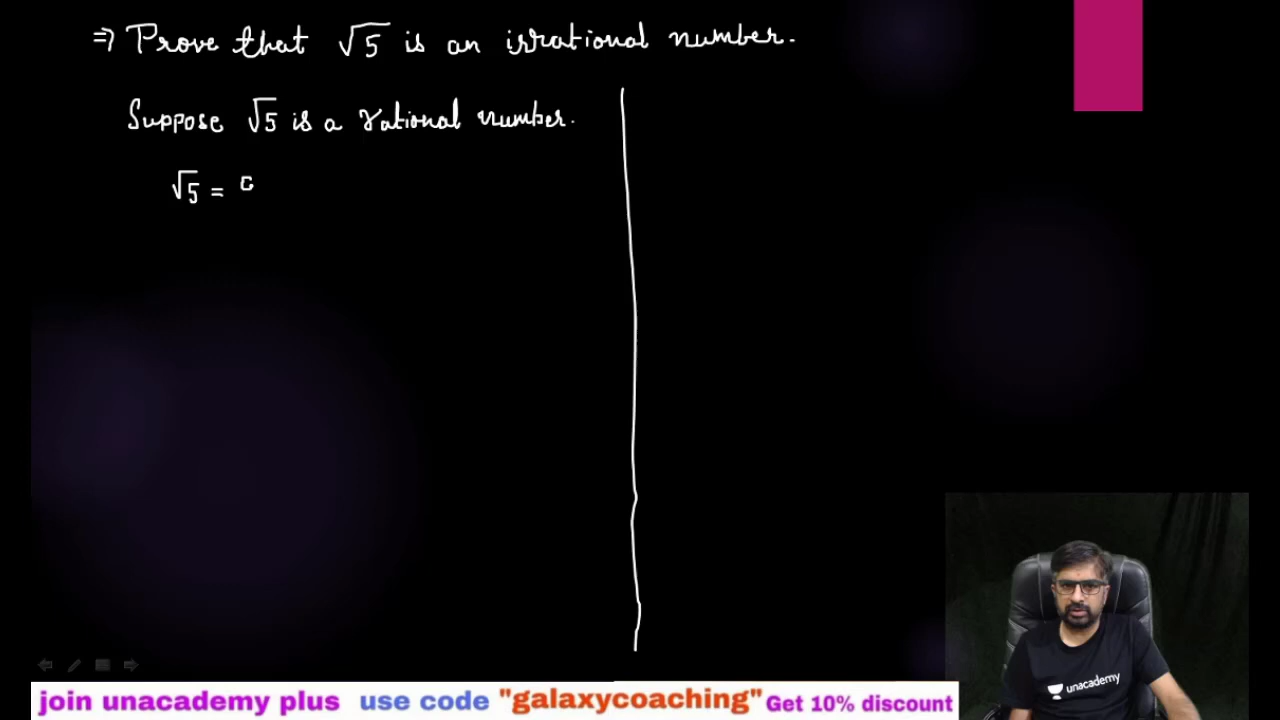 ⇒ Prove that √5 is an irrational number.
Suppose √5 is a rational number.
√5 =
unacademy
join unacademy plus use code "galaxycoaching" Get 10% discount